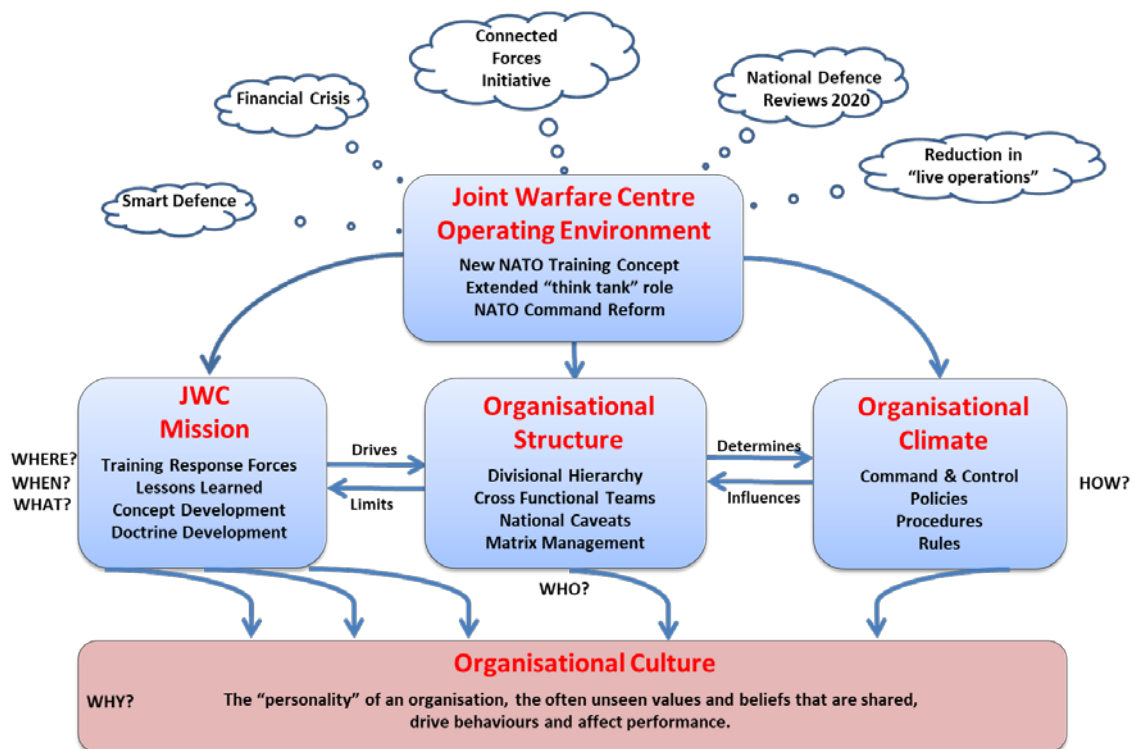 Connected
Forces
Initiative
Financial Crisis
National Defence
Reviews 2020
Smart Defence
Reduction in
“live operations”
Joint Warfare Centre
Operating Environment
New NATO Training Concept
Extended “think tank” role
NATO Command Reform
WHERE?
WHEN?
WHAT?
JWC
Mission
Training Response Forces
Lessons Learned
Concept Development
Doctrine Development
Drives
Limits
Organisational
Structure
Divisional Hierarchy
Cross Functional Teams
National Caveats
Matrix Management
WHO?
Determines
Influences
Organisational
Climate
Command & Control
Policies
Procedures
Rules
HOW?
Organisational Culture
WHY?
The “personality” of an organisation, the often unseen values and beliefs that are shared,
drive behaviours and affect performance.